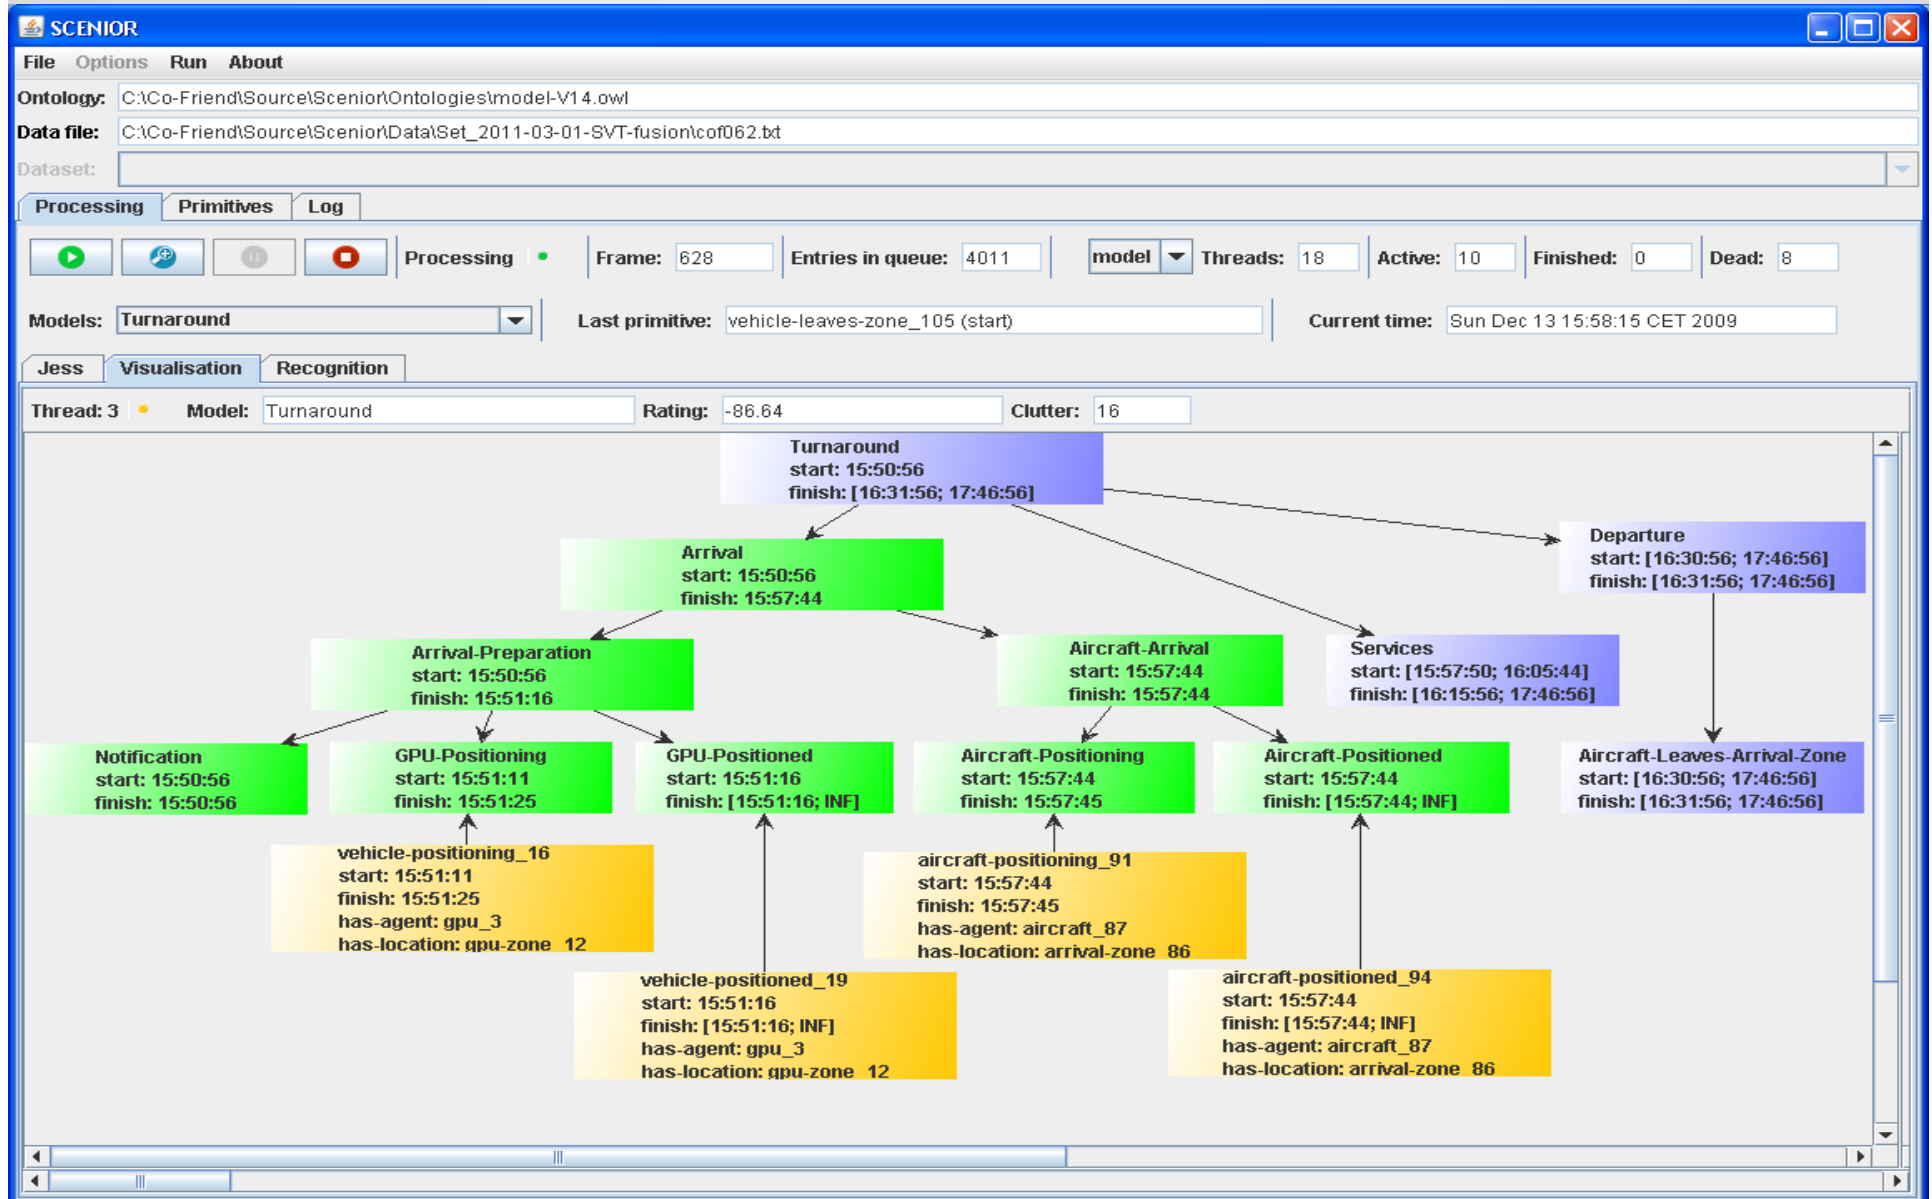 SCENIOR
File Options Run About
Ontology: C:\Co-Friend\Source\Scenior\Ontologies\model-V14.owl
Data file: C:\Co-Friend\Source\Scenior\Data\Set_2011-03-01-SVT-fusion\cof062.txt
Dataset:
Processing Primitives Log
Processing Frame: 628 Entries in queue: 4011 model Threads: 18 Active: 10 Finished: 0 Dead: 8
Models: Turnaround Last primitive: vehicle-leaves-zone_105 (start) Current time: Sun Dec 13 15:58:15 CET 2009
Jess Visualisation Recognition
Thread: 3 Model: Turnaround Rating: -86.64 Clutter: 16
Turnaround
start: 15:50:56
finish: [16:31:56; 17:46:56]
Departure
start: [16:30:56; 17:46:56]
finish: [16:31:56; 17:46:56]
Arrival
start: 15:50:56
finish: 15:57:44
Arrival-Preparation
start: 15:50:56
finish: 15:51:16
Aircraft-Arrival
start: 15:57:44
finish: 15:57:44
Services
start: [15:57:50; 16:05:44]
finish: [16:15:56; 17:46:56]
Notification
start: 15:50:56
finish: 15:50:56
GPU-Positioning
start: 15:51:11
finish: 15:51:25
GPU-Positioned
start: 15:51:16
finish: [15:51:16; INF]
Aircraft-Positioning
start: 15:57:44
finish: 15:57:45
Aircraft-Positioned
start: 15:57:44
finish: [15:57:44; INF]
Aircraft-Leaves-Arrival-Zone
start: [16:30:56; 17:46:56]
finish: [16:31:56; 17:46:56]
vehicle-positioning_16
start: 15:51:11
finish: 15:51:25
has-agent: gpu_3
has-location: gpu-zone_12
aircraft-positioning_91
start: 15:57:44
finish: 15:57:45
has-agent: aircraft_87
has-location: arrival-zone_86
vehicle-positioned_19
start: 15:51:16
finish: [15:51:16; INF]
has-agent: gpu_3
has-location: gpu-zone_12
aircraft-positioned_94
start: 15:57:44
finish: [15:57:44; INF]
has-agent: aircraft_87
has-location: arrival-zone_86